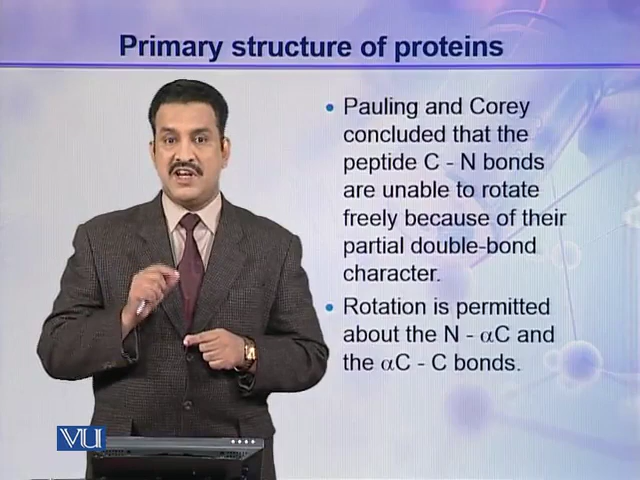 Primary structure of proteins
• Pauling and Corey
concluded that the
peptide C - N bonds
are unable to rotate
freely because of their
partial double-bond
character.
• Rotation is permitted
about the N - αC and
the αC - C bonds.
VU